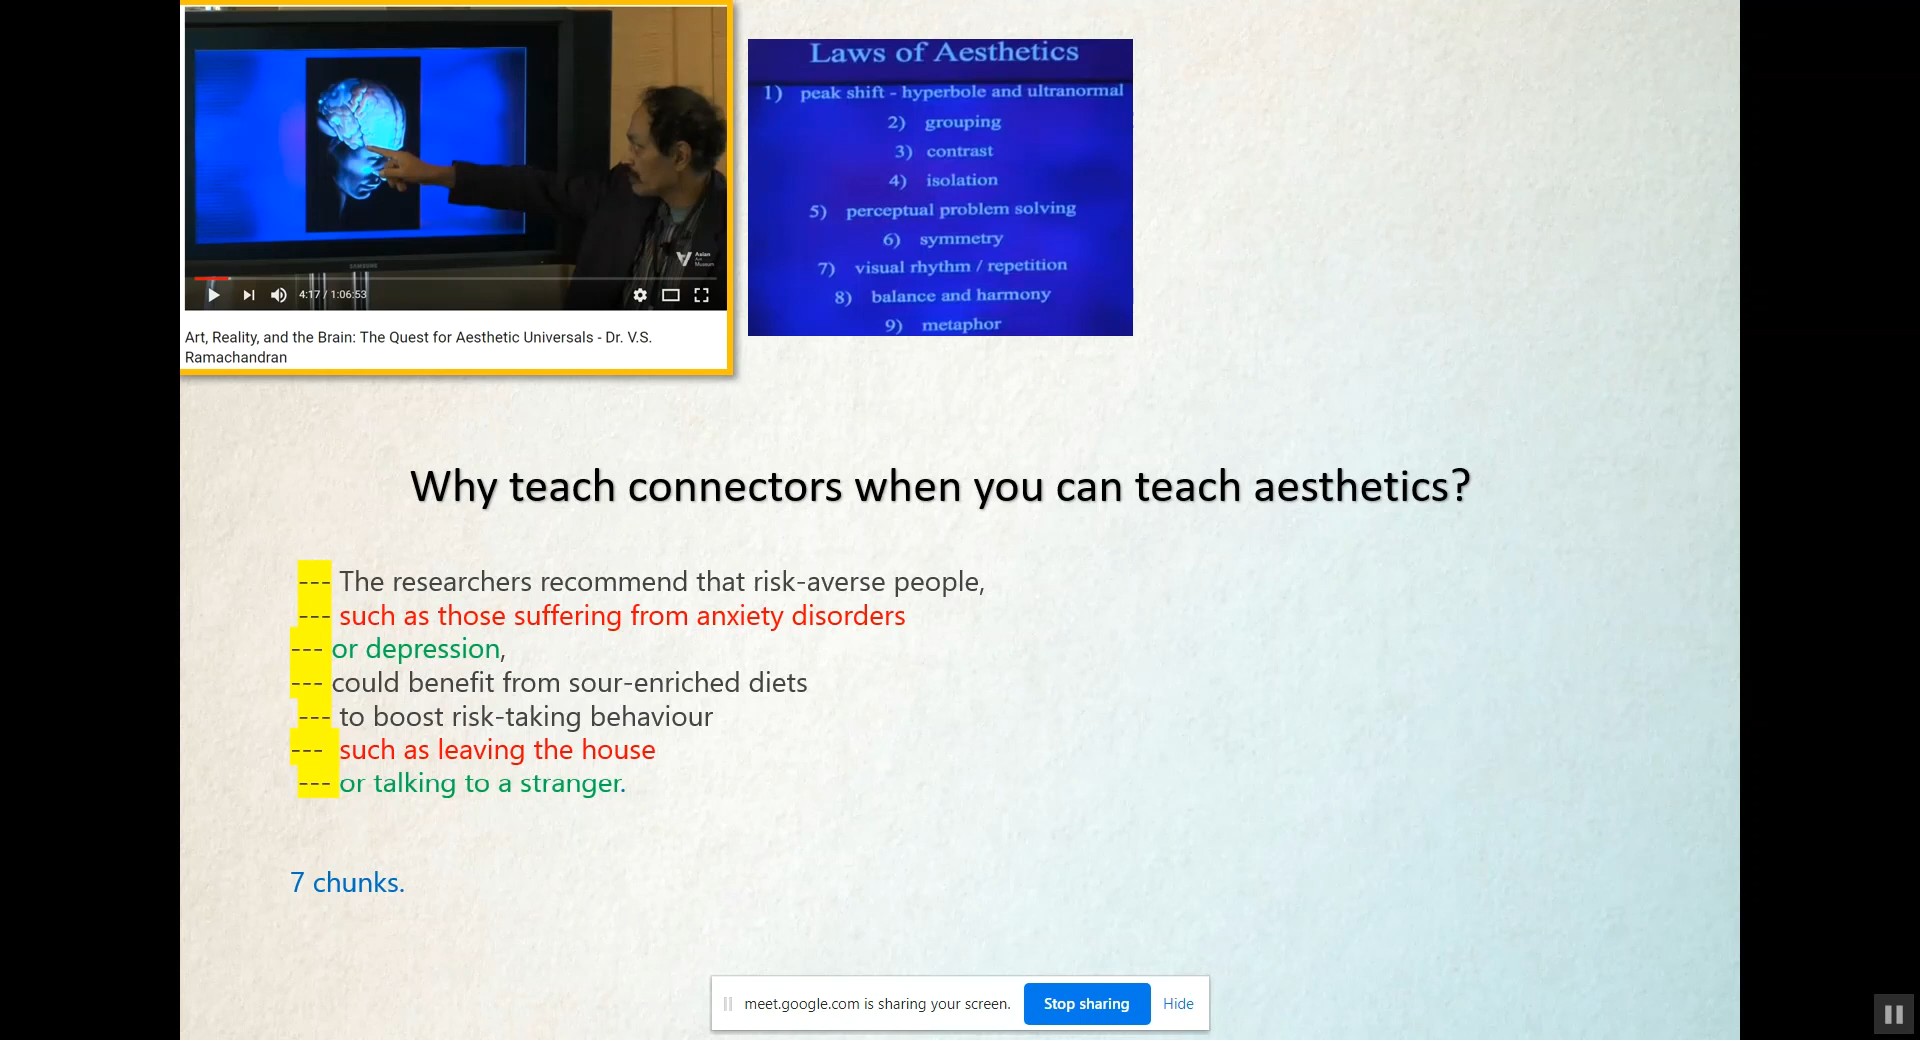 SAMSUNG
Asian
Art
Museum
4:17 / 1:06:53
Art, Reality, and the Brain: The Quest for Aesthetic Universals - Dr. V.S.
Ramachandran
Laws of Aesthetics
1) peak shift - hyperbole and ultranormal
2) grouping
3) contrast
4) isolation
5) perceptual problem solving
6) symmetry
7) visual rhythm / repetition
8) balance and harmony
9) metaphor
Why teach connectors when you can teach aesthetics?
--- The researchers recommend that risk-averse people,
--- such as those suffering from anxiety disorders
--- or depression,
--- could benefit from sour-enriched diets
--- to boost risk-taking behaviour
--- such as leaving the house
--- or talking to a stranger.
7 chunks.
meet.google.com is sharing your screen. Stop sharing Hide